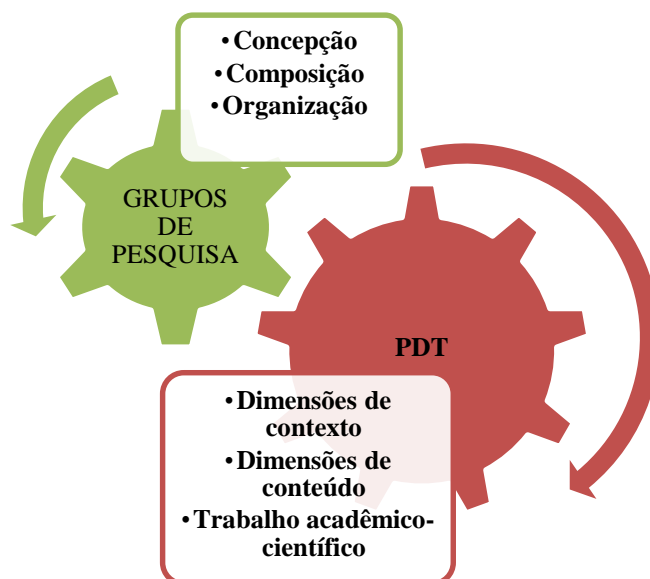 • Concepção
• Composição
• Organização
GRUPOS
DE
PESQUISA
PDT
• Dimensões de
contexto
• Dimensões de
conteúdo
• Trabalho acadêmico-
científico